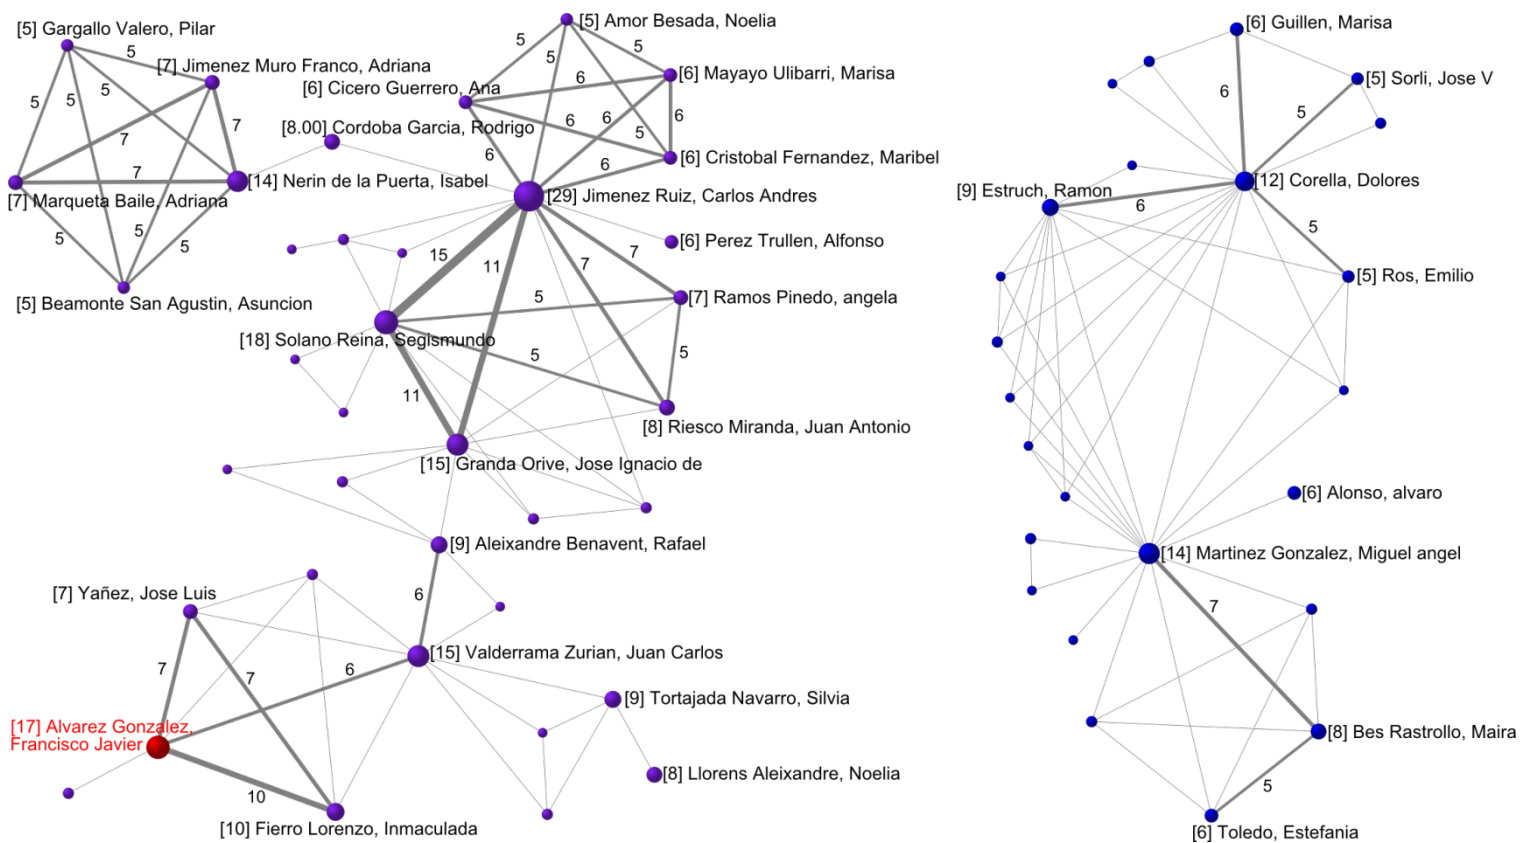 [5] Gargallo Valero, Pilar
5
[7] Jimenez Muro Franco, Adriana
5
5
5
7
7
7
[14] Nerin de la Puerta, Isabel
[7] Marqueta Baile, Adriana
5
5
5
[5] Beamonte San Agustin, Asuncion
[5] Amor Besada, Noelia
5
5
5
[6] Mayayo Ulibarri, Marisa
6
[6] Cicero Guerrero, Ana
[8.00] Cordoba Garcia, Rodrigo
6
6
5
6
6
6
[6] Cristobal Fernandez, Maribel
[29] Jimenez Ruiz, Carlos Andres
[6] Perez Trullen, Alfonso
15
11
7
7
5
[7] Ramos Pinedo, angela
[18] Solano Reina, Segismundo
5
5
11
[8] Riesco Miranda, Juan Antonio
[15] Granda Orive, Jose Ignacio de
[9] Aleixandre Benavent, Rafael
6
[7] Yañez, Jose Luis
[15] Valderrama Zurian, Juan Carlos
7
7
6
[9] Tortajada Navarro, Silvia
[17] Alvarez Gonzalez,
Francisco Javier
[8] Llorens Aleixandre, Noelia
10
[10] Fierro Lorenzo, Inmaculada
[6] Guillen, Marisa
[5] Sorli, Jose V
6
5
[12] Corella, Dolores
[9] Estruch, Ramon
6
5
[5] Ros, Emilio
[6] Alonso, alvaro
[14] Martinez Gonzalez, Miguel angel
7
[8] Bes Rastrollo, Maira
5
[6] Toledo, Estefania